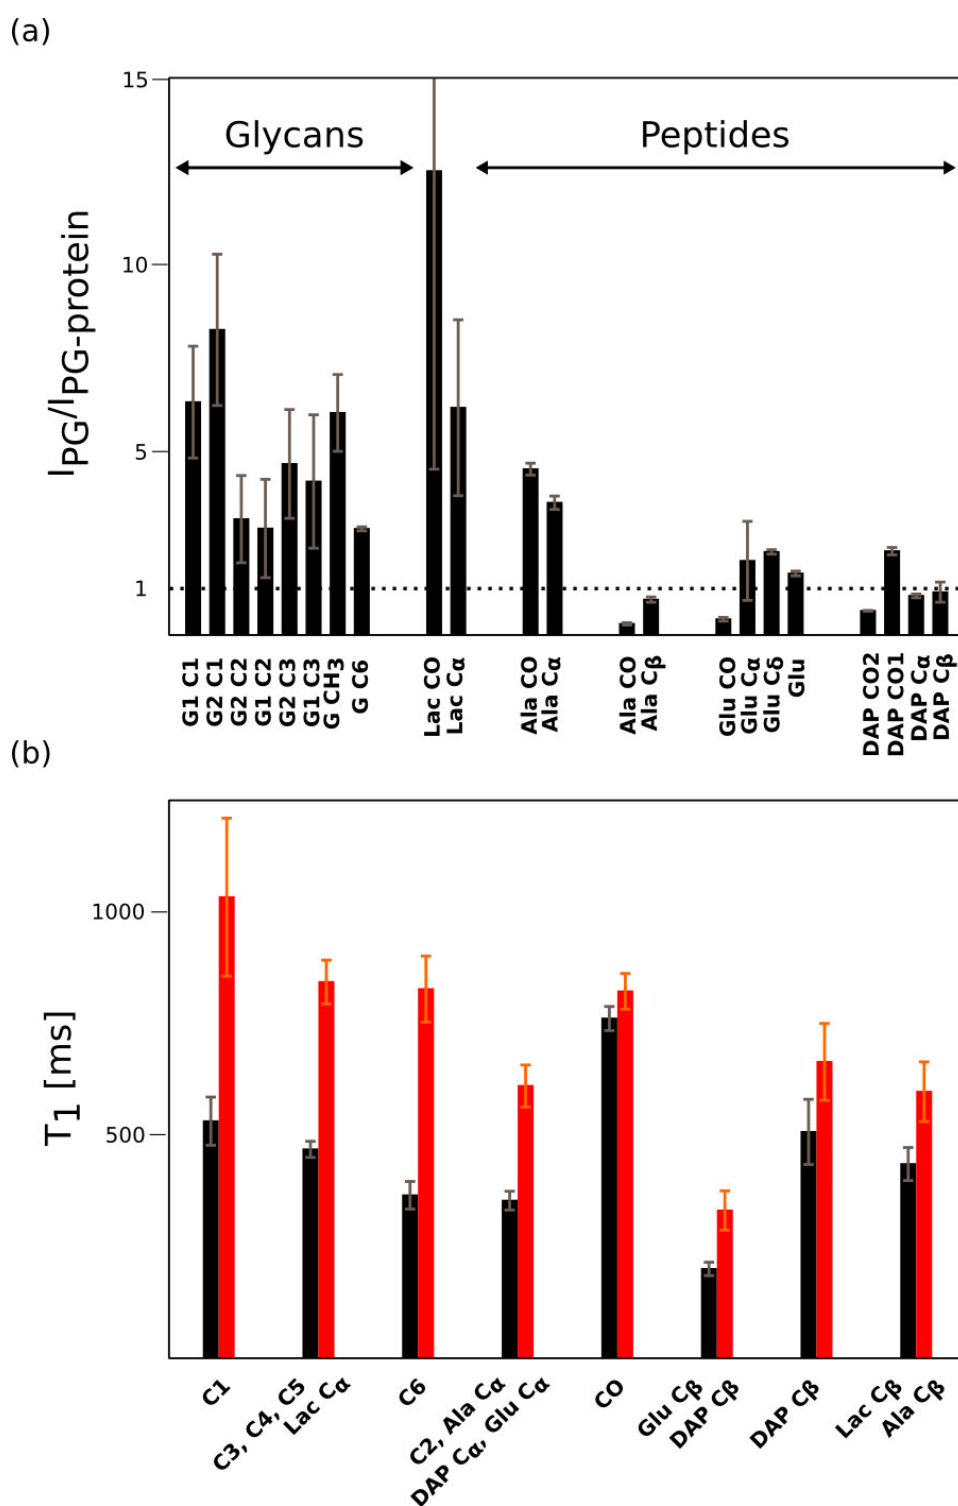 (a)
15
Glycans
Peptides
10
5
1
IPG/IPG-protein
G1 C1
G2 C1
G2 C2
G1 C2
G2 C3
G1 C3
G CH3
G C6
Lac CO
Lac Cα
Ala CO
Ala Cα
Ala CO
Ala Cβ
Glu CO
Glu Cα
Glu Cδ
Glu
DAP CO2
DAP CO1
DAP Cα
DAP Cβ
(b)
1000
500
T1 [ms]
C1
C3, C4, C5
Lac Cα
C6
C2, Ala Cα
DAP Cα, Glu Cα
CO
Glu Cβ
DAP Cβ
DAP Cβ
Lac Cβ
Ala Cβ